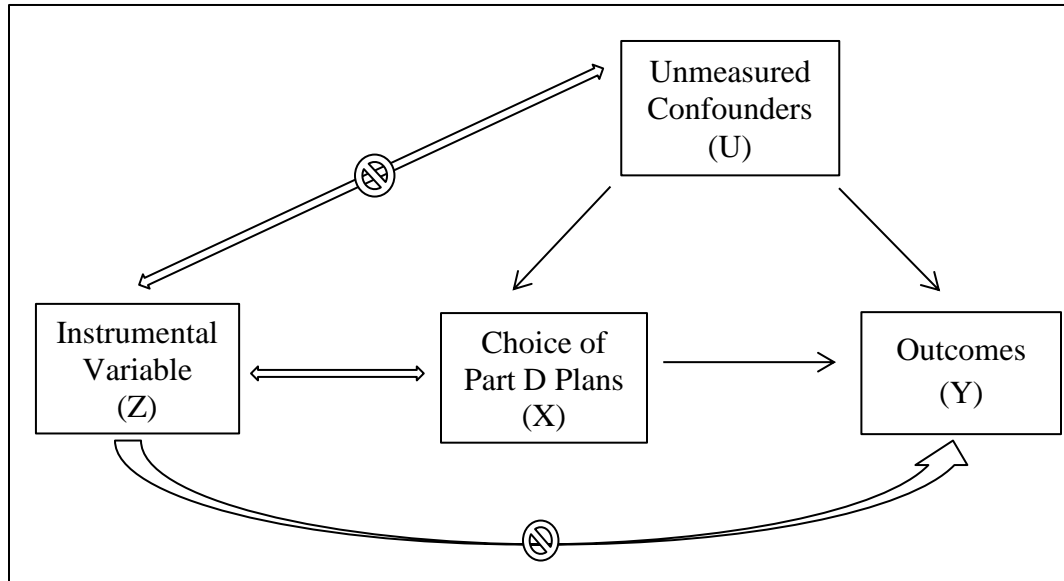 Unmeasured
Confounders
(U)
Instrumental
Variable
(Z)
Choice of
Part D Plans
(X)
Outcomes
(Y)